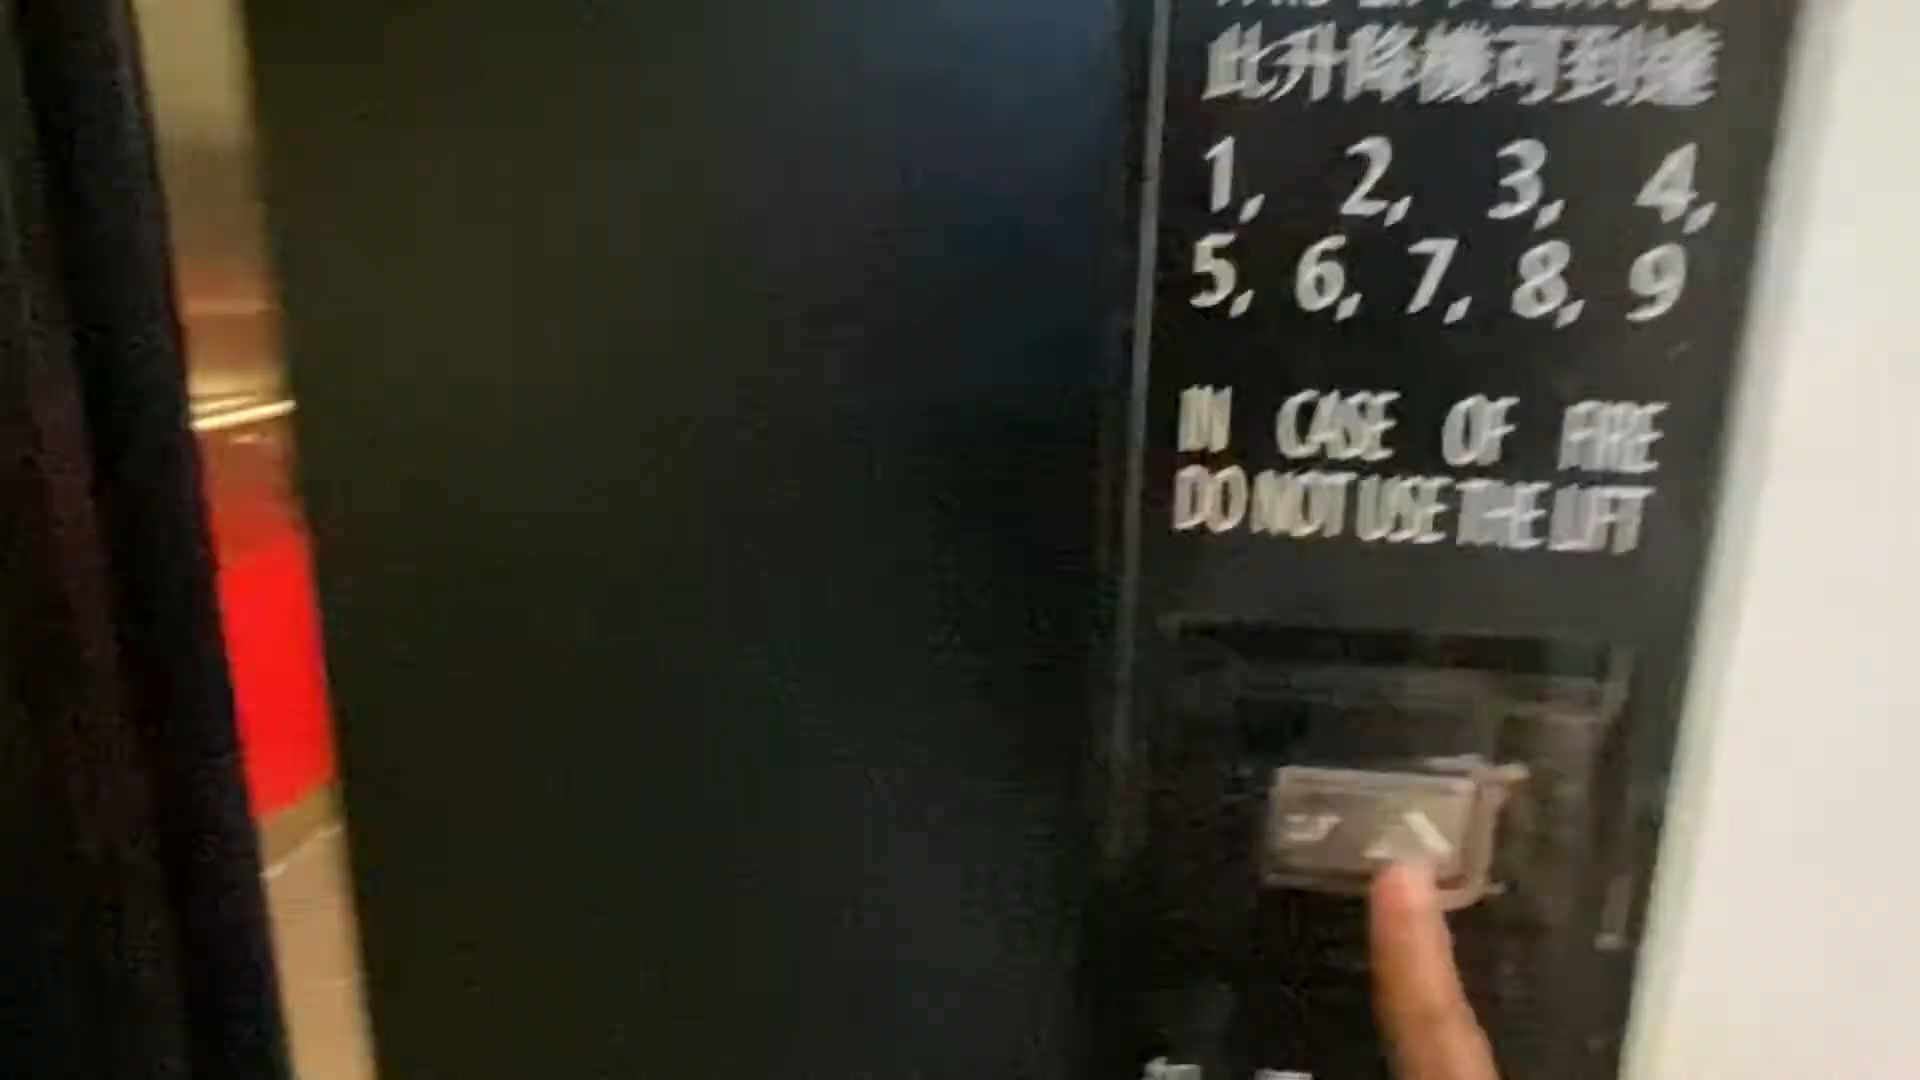 此升降機可到達
1, 2, 3, 4,
5, 6, 7, 8, 9
IN CASE OF FIRE
DO NOT USE THE LIFT